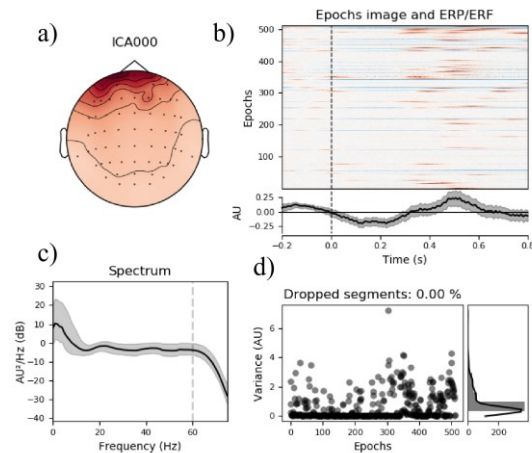 a)
ICA000
b)
Epochs image and ERP/ERF
Epochs
500
400
300
200
100
AU
0.25
0.00
−0.25
−0.2
0.0
0.2
0.4
0.6
0.8
Time (s)
c)
Spectrum
AU²/Hz (dB)
30
20
10
0
−10
−20
−30
−40
0
20
40
60
Frequency (Hz)
d)
Dropped segments: 0.00 %
Variance (AU)
6
4
2
0
0
100
200
300
400
500
Epochs
0
200